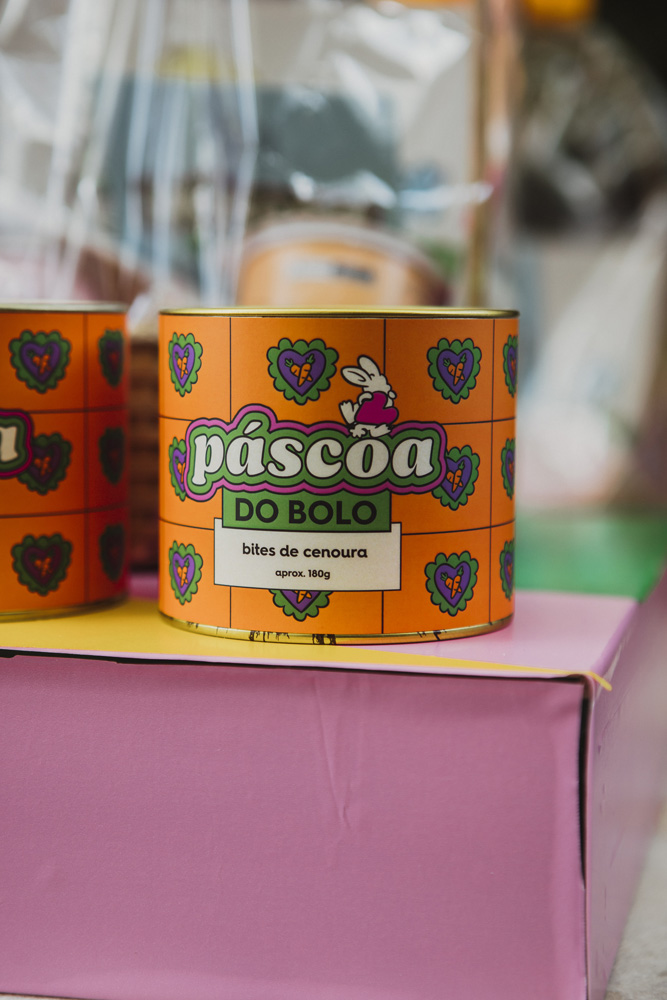 páscoa
DO BOLO
bites de cenoura
aprox. 180g
a